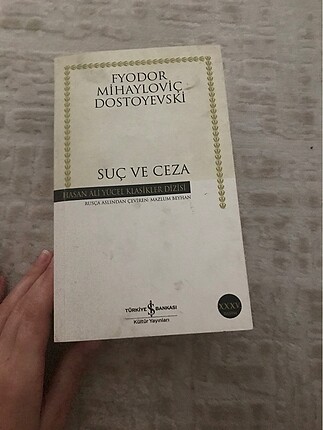 FYODOR
MİHAYLOVİÇ
DOSTOYEVSKİ
SUÇ VE CEZA
HASAN ALİ YÜCEL KLASİKLER DİZİSİ
RUSÇA ASLINDAN ÇEVİREN: MAZLUM BEYHAN
TÜRKİYE İŞ BANKASI
Kültür Yayınları